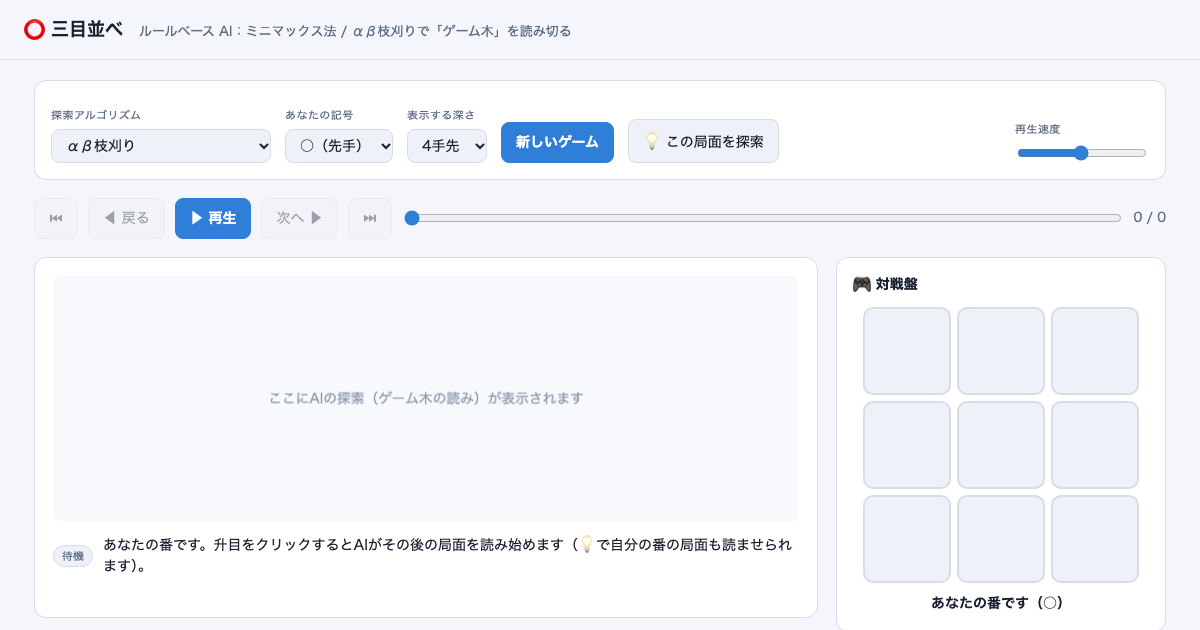 ⭕ 三目並べ ルールベース AI：ミニマックス法 / αβ枝刈りで「ゲーム木」を読み切る
探索アルゴリズム
αβ枝刈り
あなたの記号
○（先手）
表示する深さ
4手先
新しいゲーム
💡 この局面を探索
再生速度
⏮ ◀ 戻る ▶ 再生 次へ ▶ ⏭ 0 / 0
ここにAIの探索（ゲーム木の読み）が表示されます
待機
あなたの番です。升目をクリックするとAIがその後の局面を読み始めます（💡で自分の番の局面も読ませられ
ます）。
🎮 対戦盤
あなたの番です（○）